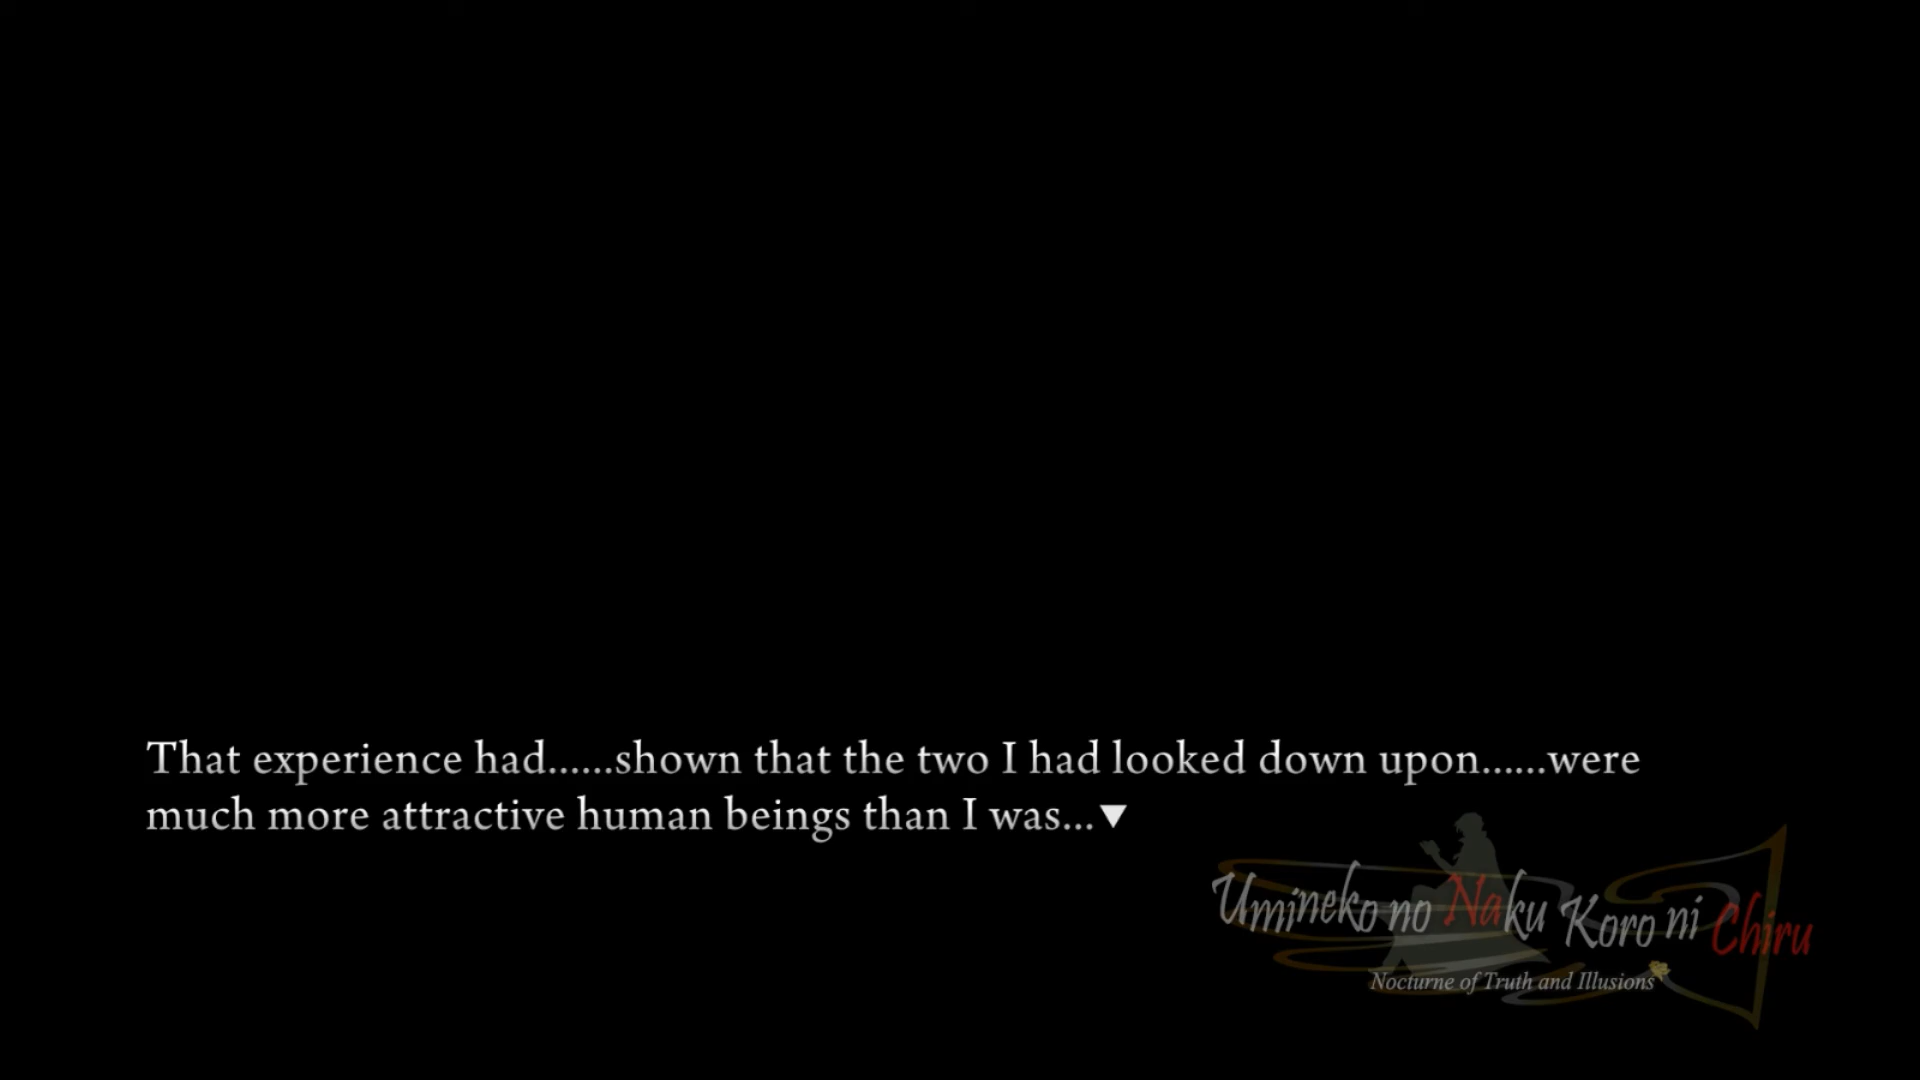 That experience had......shown that the two I had looked down upon......were
much more attractive human beings than I was...
Umineko no Naku Koro ni Chiru
Nocturne of Truth and Illusions